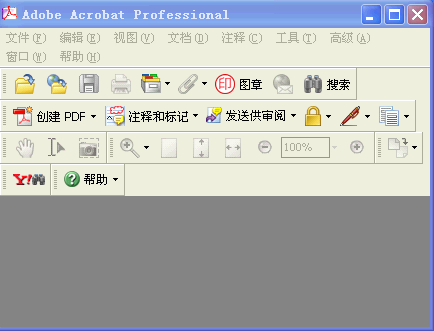 Adobe Acrobat Professional
文件(F) 编辑(E) 视图(V) 文档(D) 注释(C) 工具(T) 高级(A)
窗口(W) 帮助(H)
印 图章 搜索
创建 PDF 注释和标记 发送供审阅
100%
Y! 帮助